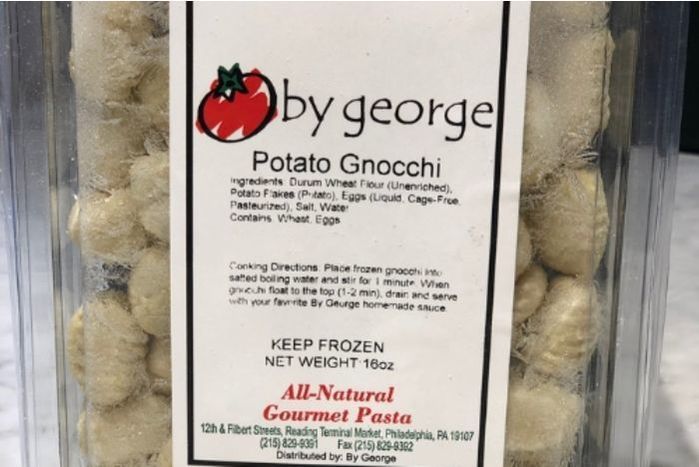 by george
Potato Gnocchi
Ingredients: Durum Wheat Flour (Unenriched),
Potato Flakes (Potato), Eggs (Liquid, Cage-Free,
Pasteurized), Salt, Water
Contains: Wheat, Eggs
Cooking Directions: Place frozen gnocchi into
salted boiling water and stir for 1 minute. When
gnocchi float to the top (1-2 min), drain and serve
with your favorite By George homemade sauce.
KEEP FROZEN
NET WEIGHT 16oz
All-Natural
Gourmet Pasta
12th & Filbert Streets, Reading Terminal Market, Philadelphia, PA 19107
(215) 829-9391 Fax (215) 829-9392
Distributed by: By George